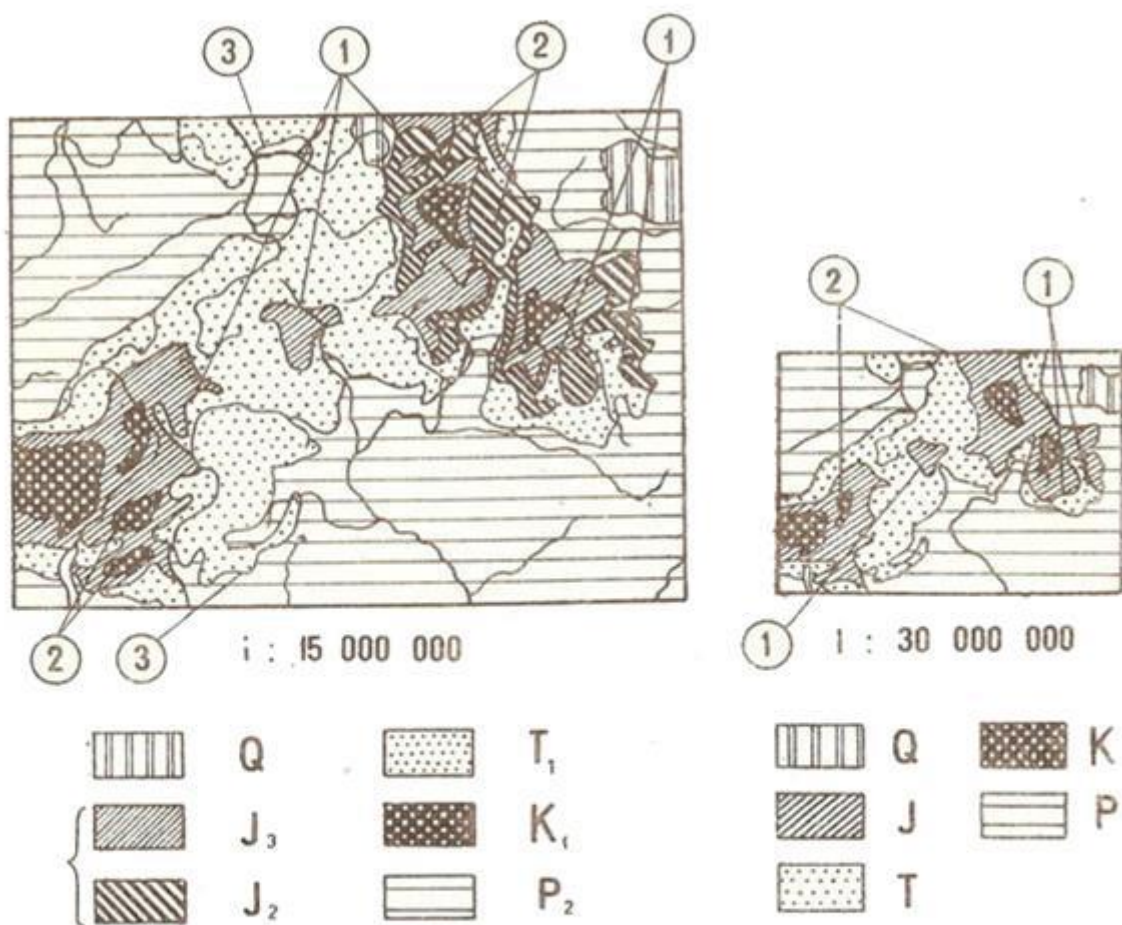 3 1 2 1
2 1
2 3
i : 15 000 000
1
1 : 30 000 000
Q T₁
J₃ K₁
J₂ P₂
Q K
J P
T